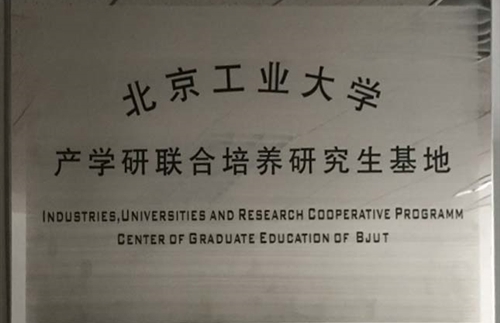 北京工业大学
产学研联合培养研究生基地
INDUSTRIES,UNIVERSITIES AND RESEARCH COOPERATIVE PROGRAMM
CENTER OF GRADUATE EDUCATION OF BJUT